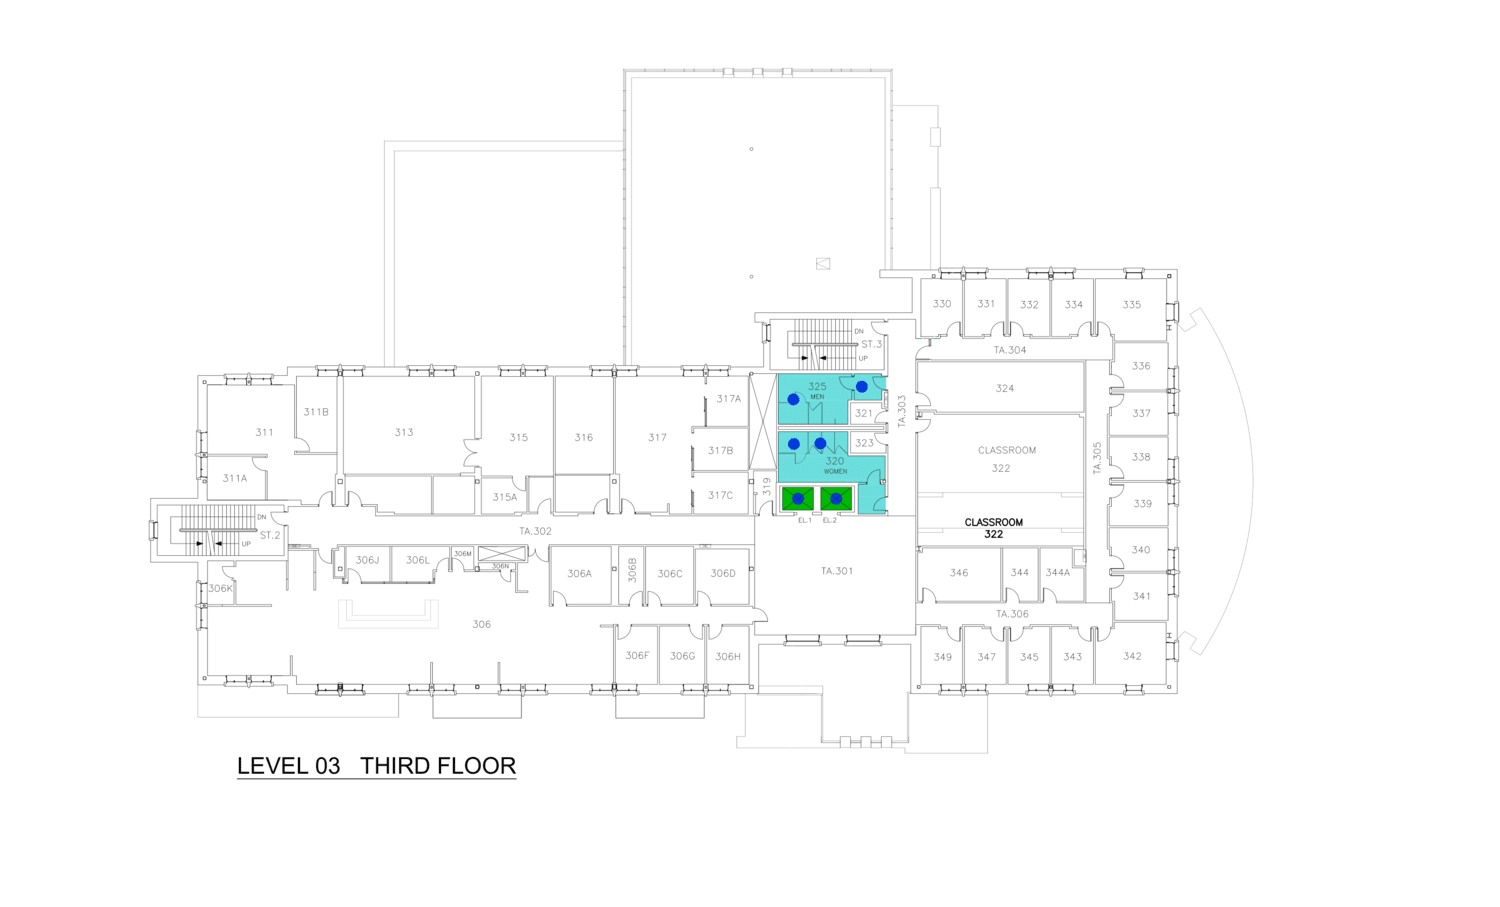 DN
ST.3
UP
330
331
332
334
335
TA.304
336
324
337
TA.303
325
MEN
321
323
320
WOMEN
319
EL.1
EL.2
CLASSROOM
322
CLASSROOM
322
TA.305
338
339
340
341
342
346
344
344A
TA.306
349
347
345
343
TA.301
311
311B
311A
313
315
315A
316
317
317A
317B
317C
DN
ST.2
UP
TA.302
306J
306L
306M
306N
306K
306A
306B
306C
306D
306
306F
306G
306H
LEVEL 03 THIRD FLOOR